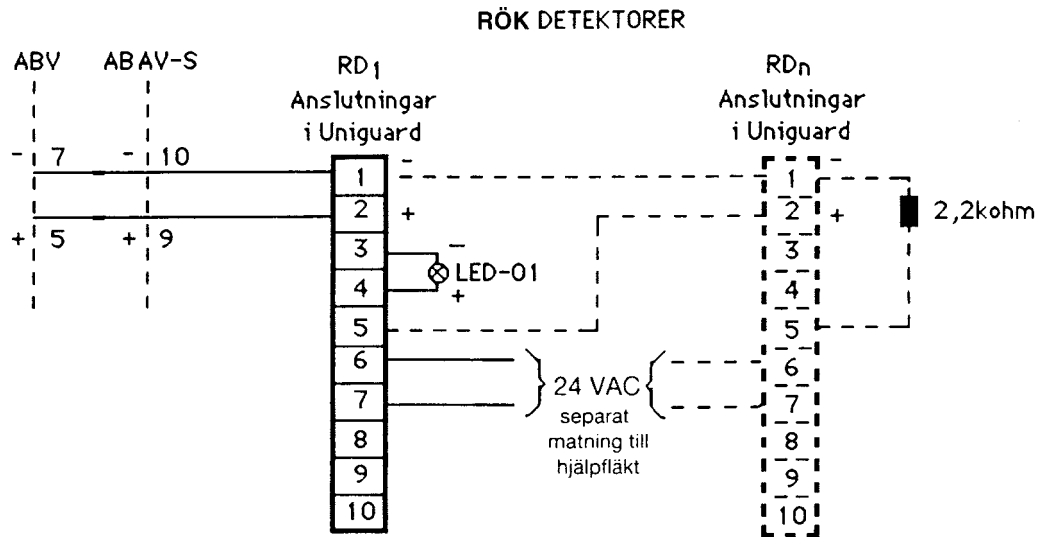 RÖK DETEKTORER
ABV
ABAV-S
RD1
Anslutningar
i Uniguard
RDn
Anslutningar
i Uniguard
- 7
- 10
+ 5
+ 9
1
2
3
4
5
6
7
8
9
10
-
+
-
LED-01
+
24 VAC
separat
matning till
hjälpfläkt
1
2
3
4
5
6
7
8
9
10
-
+
2,2kohm